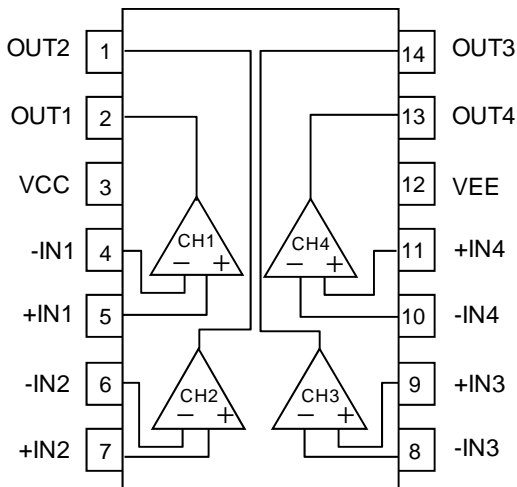 OUT2 1 14 OUT3
OUT1 2 13 OUT4
VCC 3 12 VEE
-IN1 4 CH1 CH4 11 +IN4
− + − +
+IN1 5 10 -IN4
-IN2 6 CH2 CH3 9 +IN3
− + − +
+IN2 7 8 -IN3